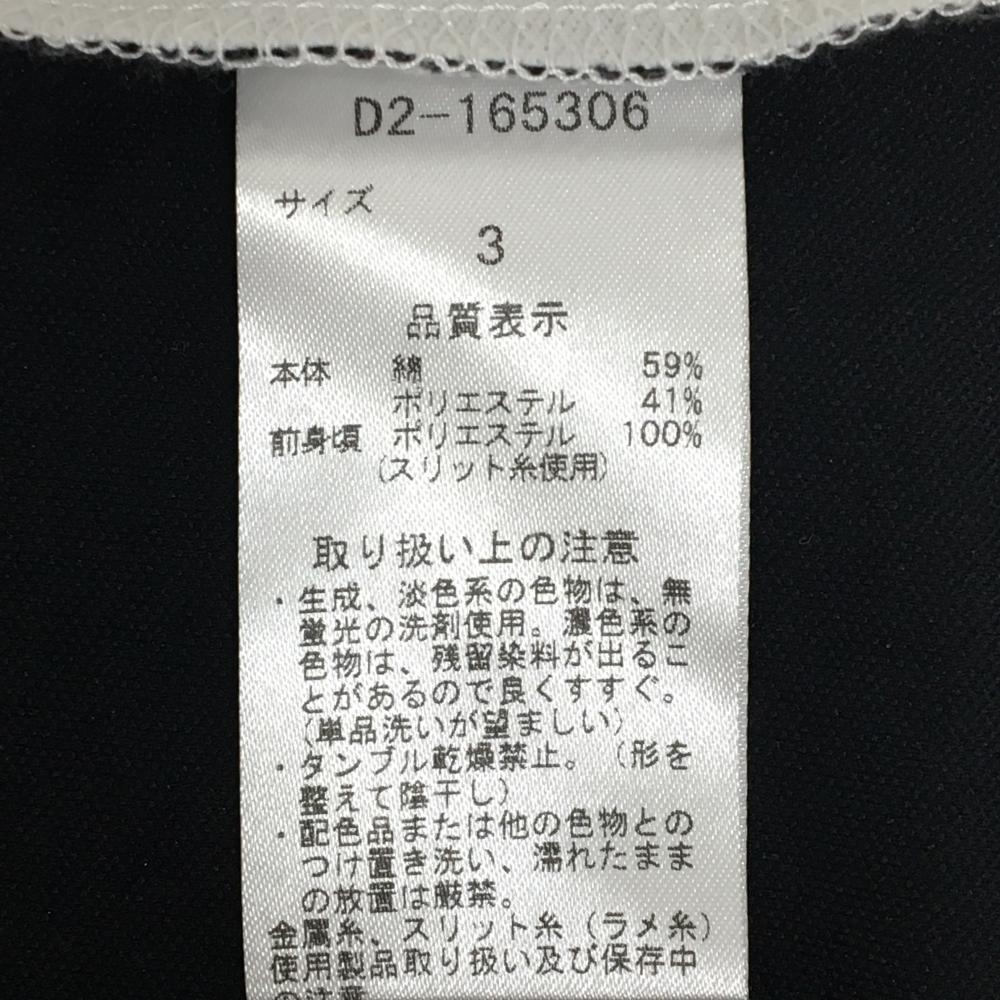 D2-165306
サイズ
3
品質表示
本体 綿 59%
ポリエステル 41%
前身頃 ポリエステル 100%
(スリット糸使用)
取り扱い上の注意
・生成、淡色系の色物は、無
蛍光の洗剤使用。濃色系の
色物は、残留染料が出るこ
とがあるので良くすすぐ。
(単品洗いが望ましい)
・タンブル乾燥禁止。(形を
整えて陰干し)
・配色品または他の色物との
つけ置き洗い、濡れたまま
の放置は厳禁。
金属糸、スリット糸(ラメ糸)
使用製品取り扱い及び保存中
の注意